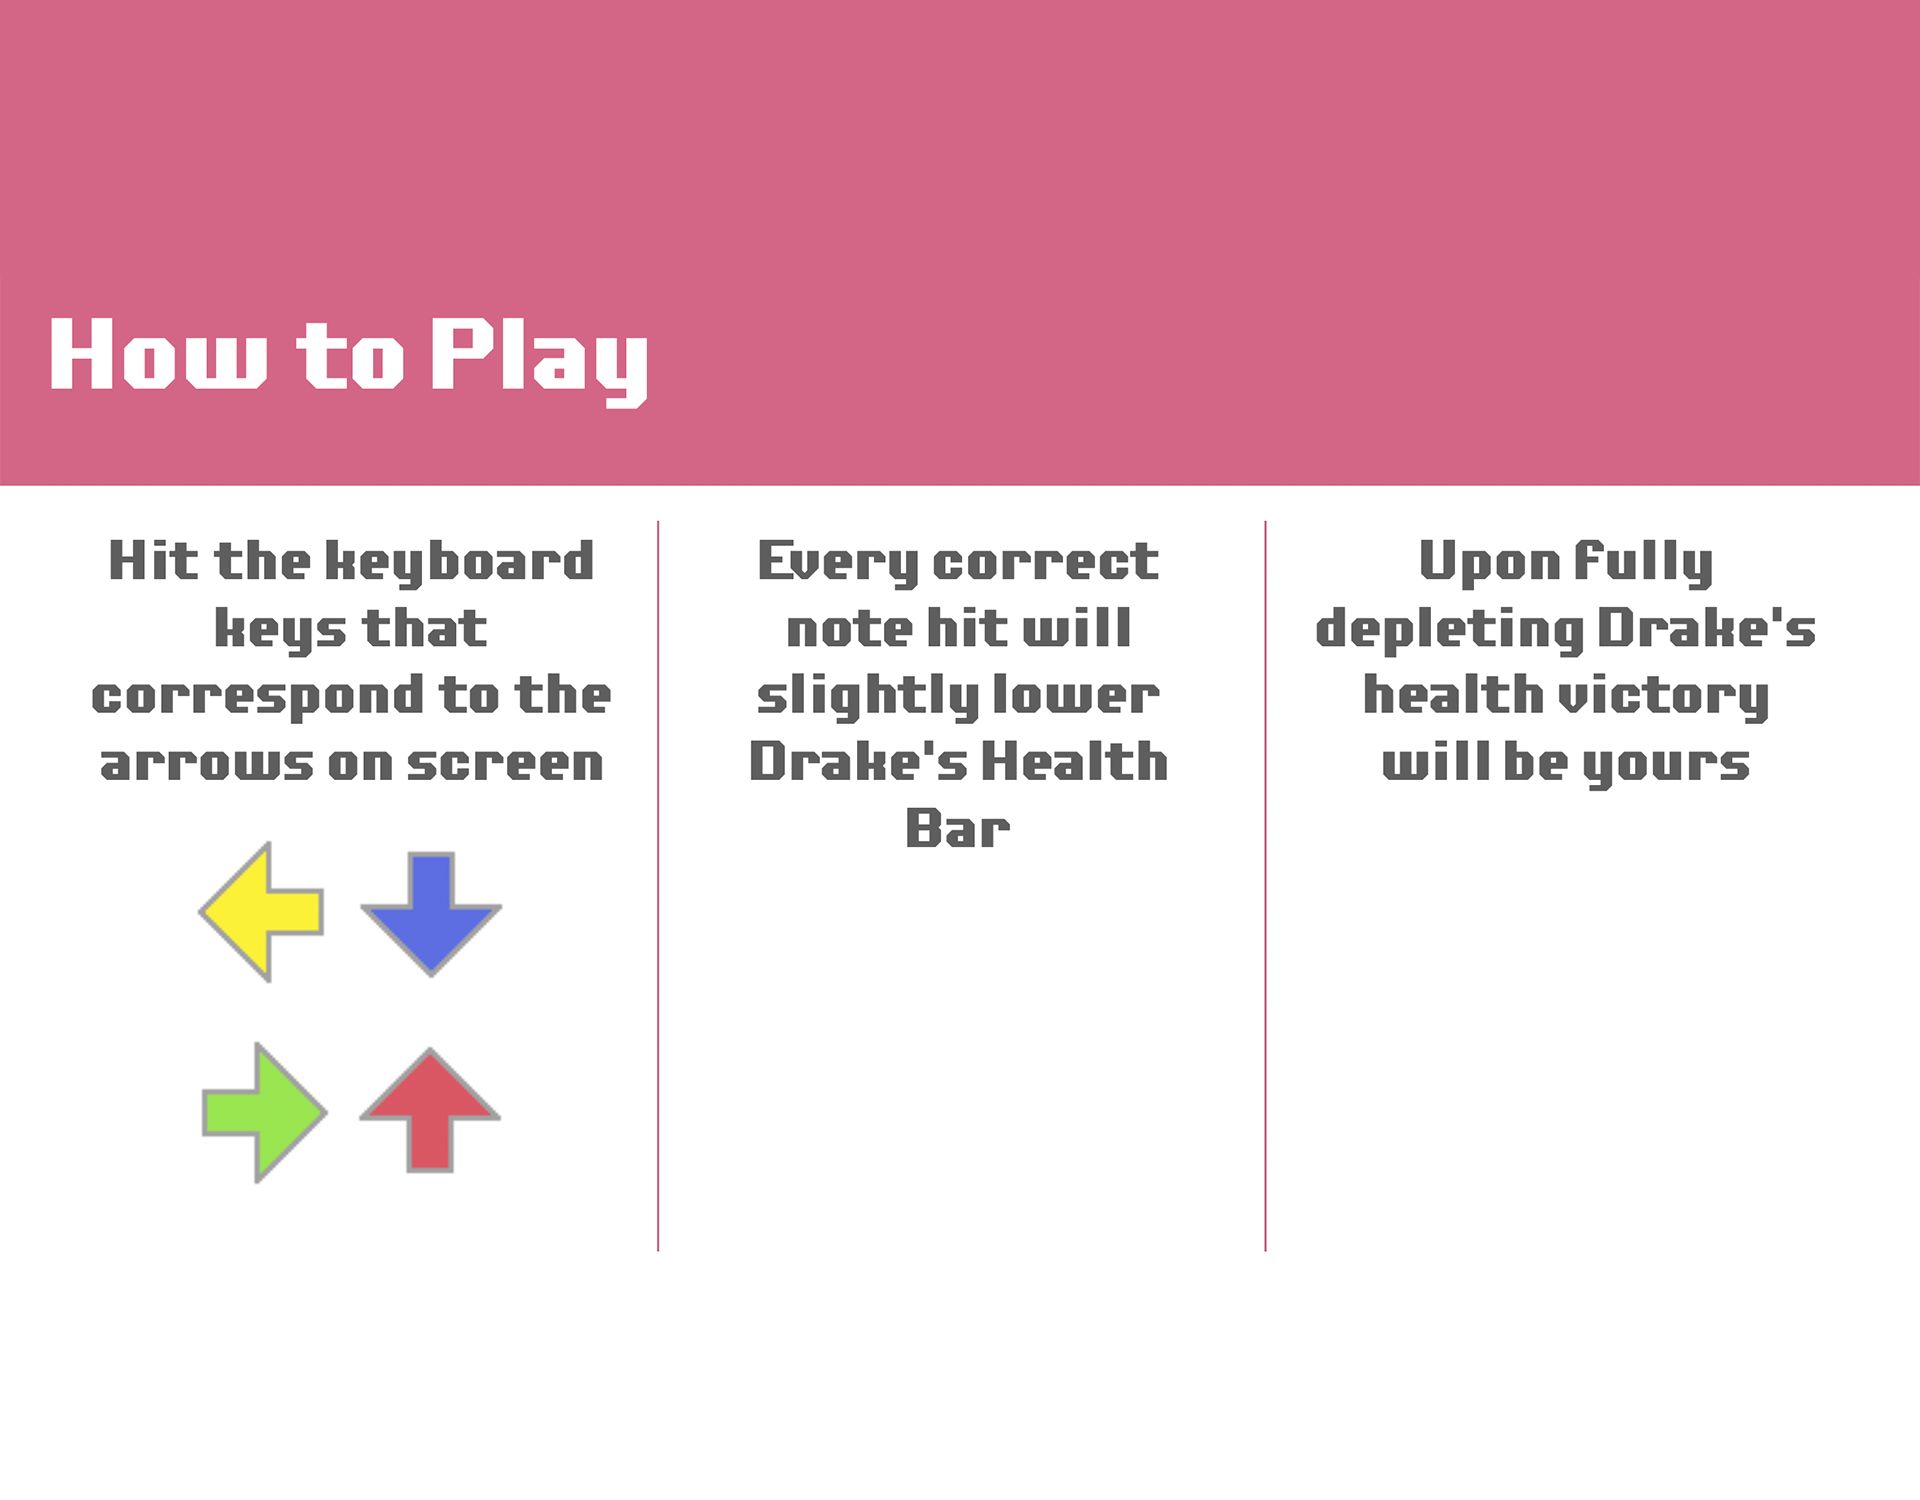 How to Play
Hit the keyboard
keys that
correspond to the
arrows on screen
Every correct
note hit will
slightly lower
Drake's Health
Bar
Upon fully
depleting Drake's
health victory
will be yours